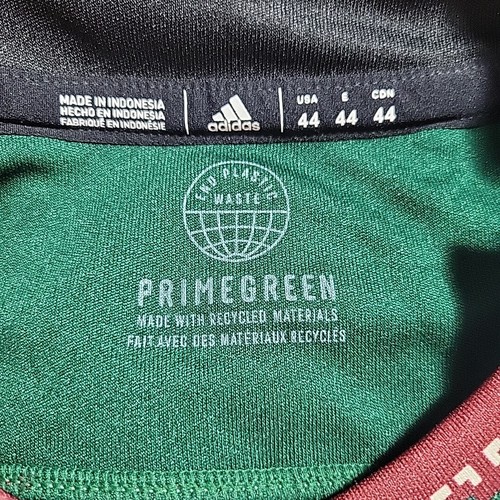 MADE IN INDONESIA
HECHO EN INDONESIA
FABRIQUÉ EN INDONÉSIE
adidas
USA E CDN
44 44 44
END PLASTIC
WASTE
PRIMEGREEN
MADE WITH RECYCLED MATERIALS
FAIT AVEC DES MATERIAUX RECYCLÉS